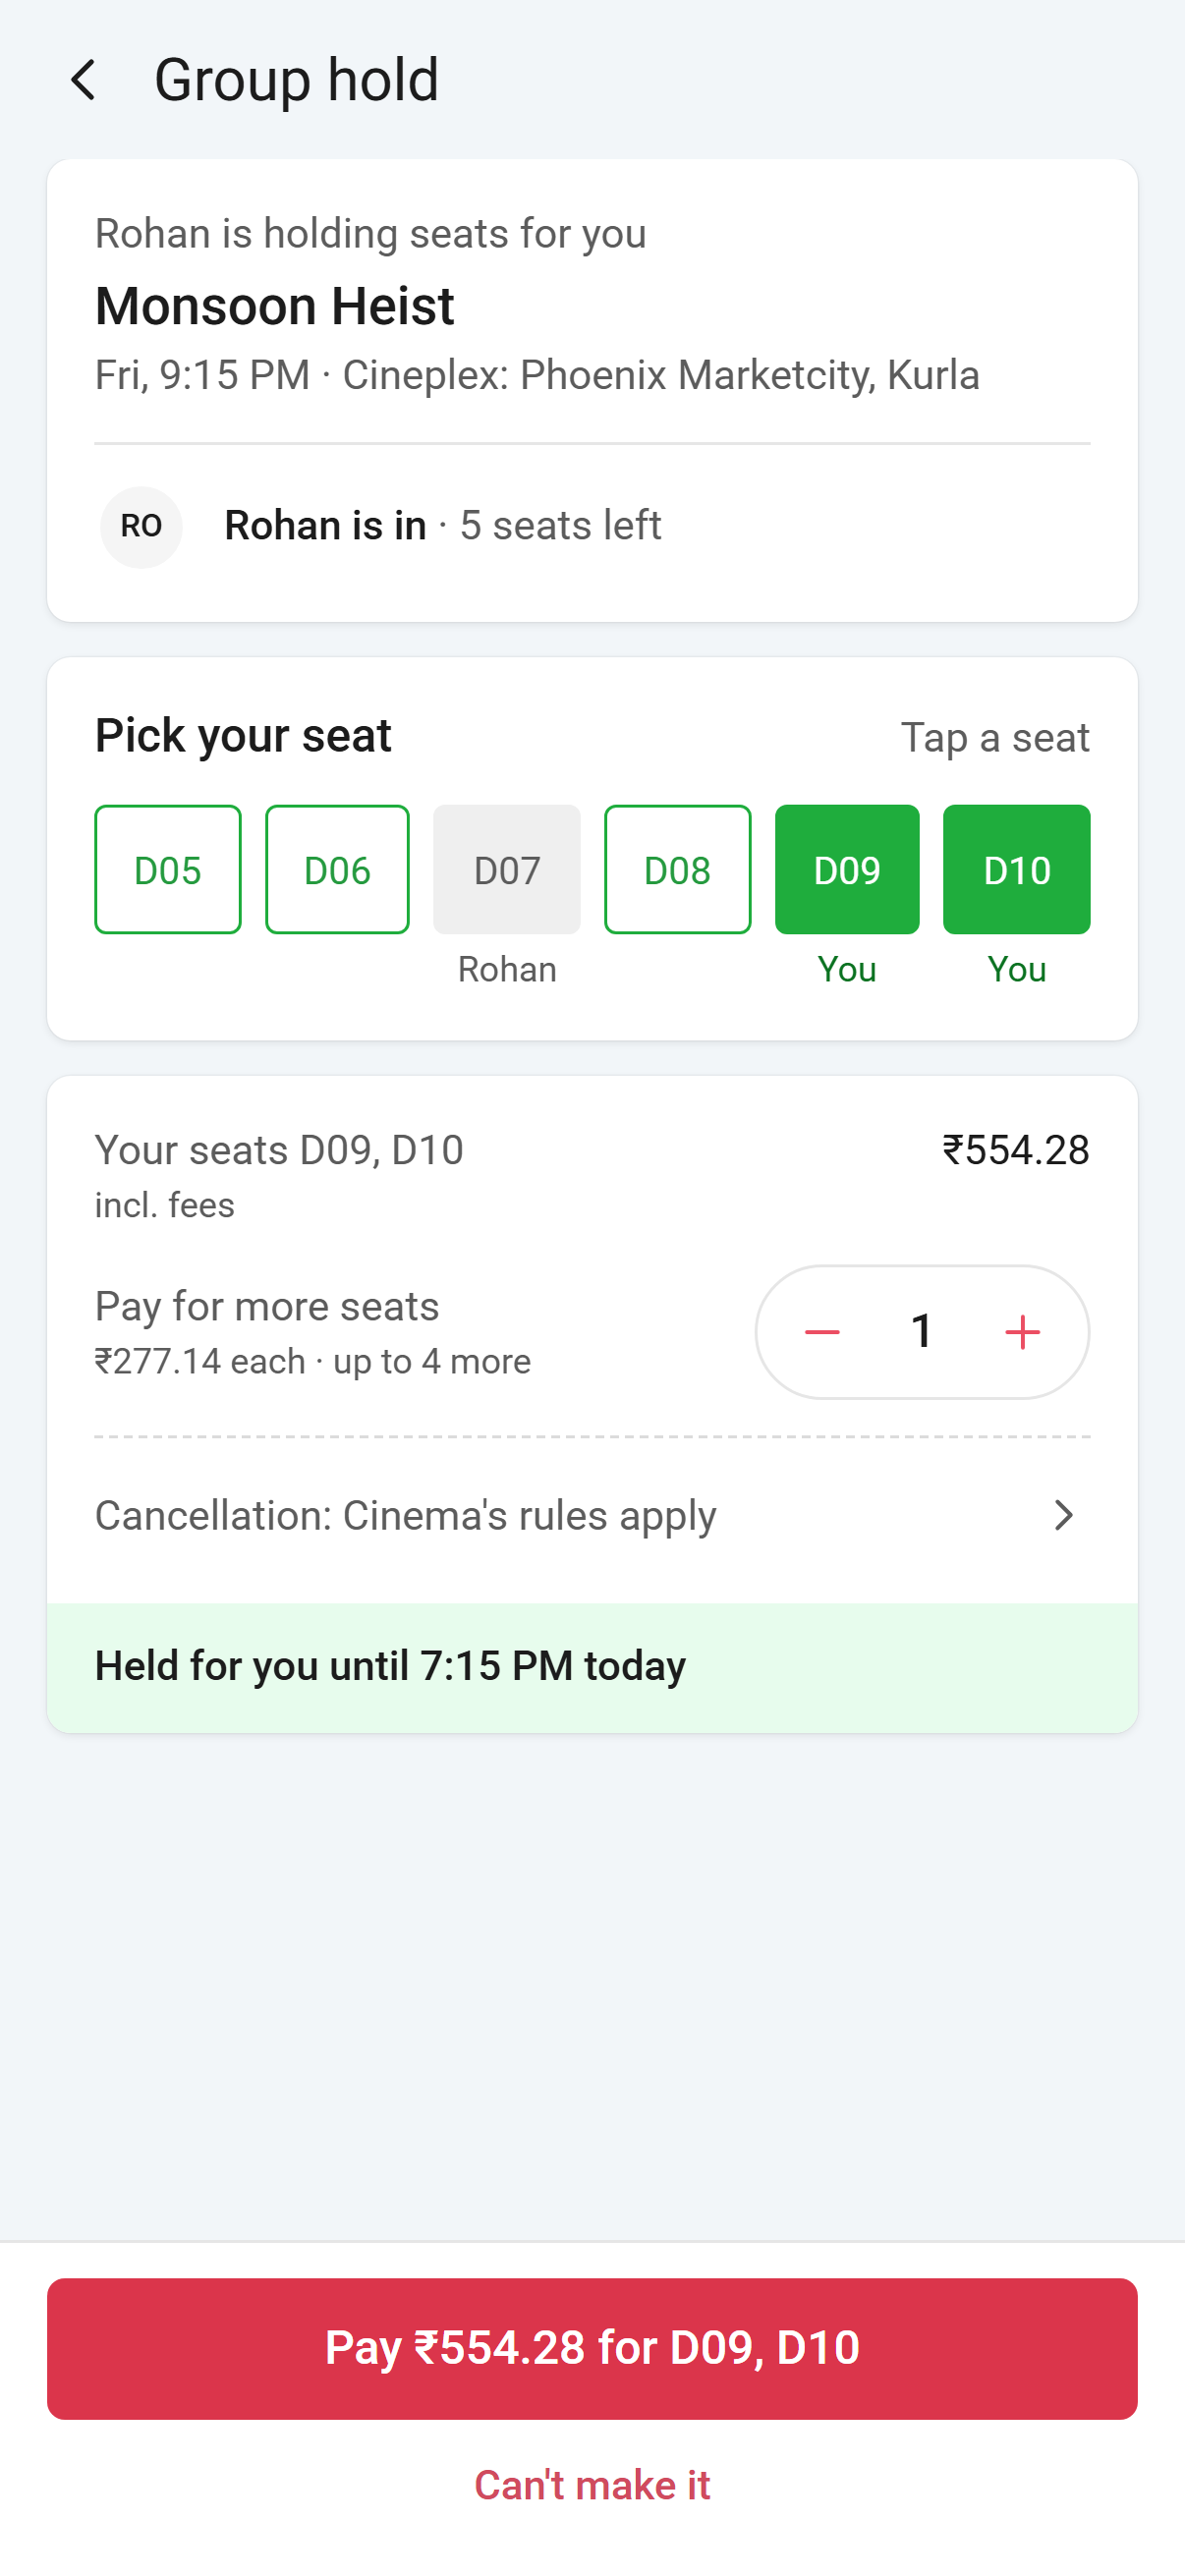 Group hold
Rohan is holding seats for you
Monsoon Heist
Fri, 9:15 PM · Cineplex: Phoenix Marketcity, Kurla
RO Rohan is in · 5 seats left
Pick your seat Tap a seat
D05 D06 D07 D08 D09 D10
Rohan You You
Your seats D09, D10 ₹554.28
incl. fees
Pay for more seats
₹277.14 each · up to 4 more
1
Cancellation: Cinema's rules apply
Held for you until 7:15 PM today
Pay ₹554.28 for D09, D10
Can't make it